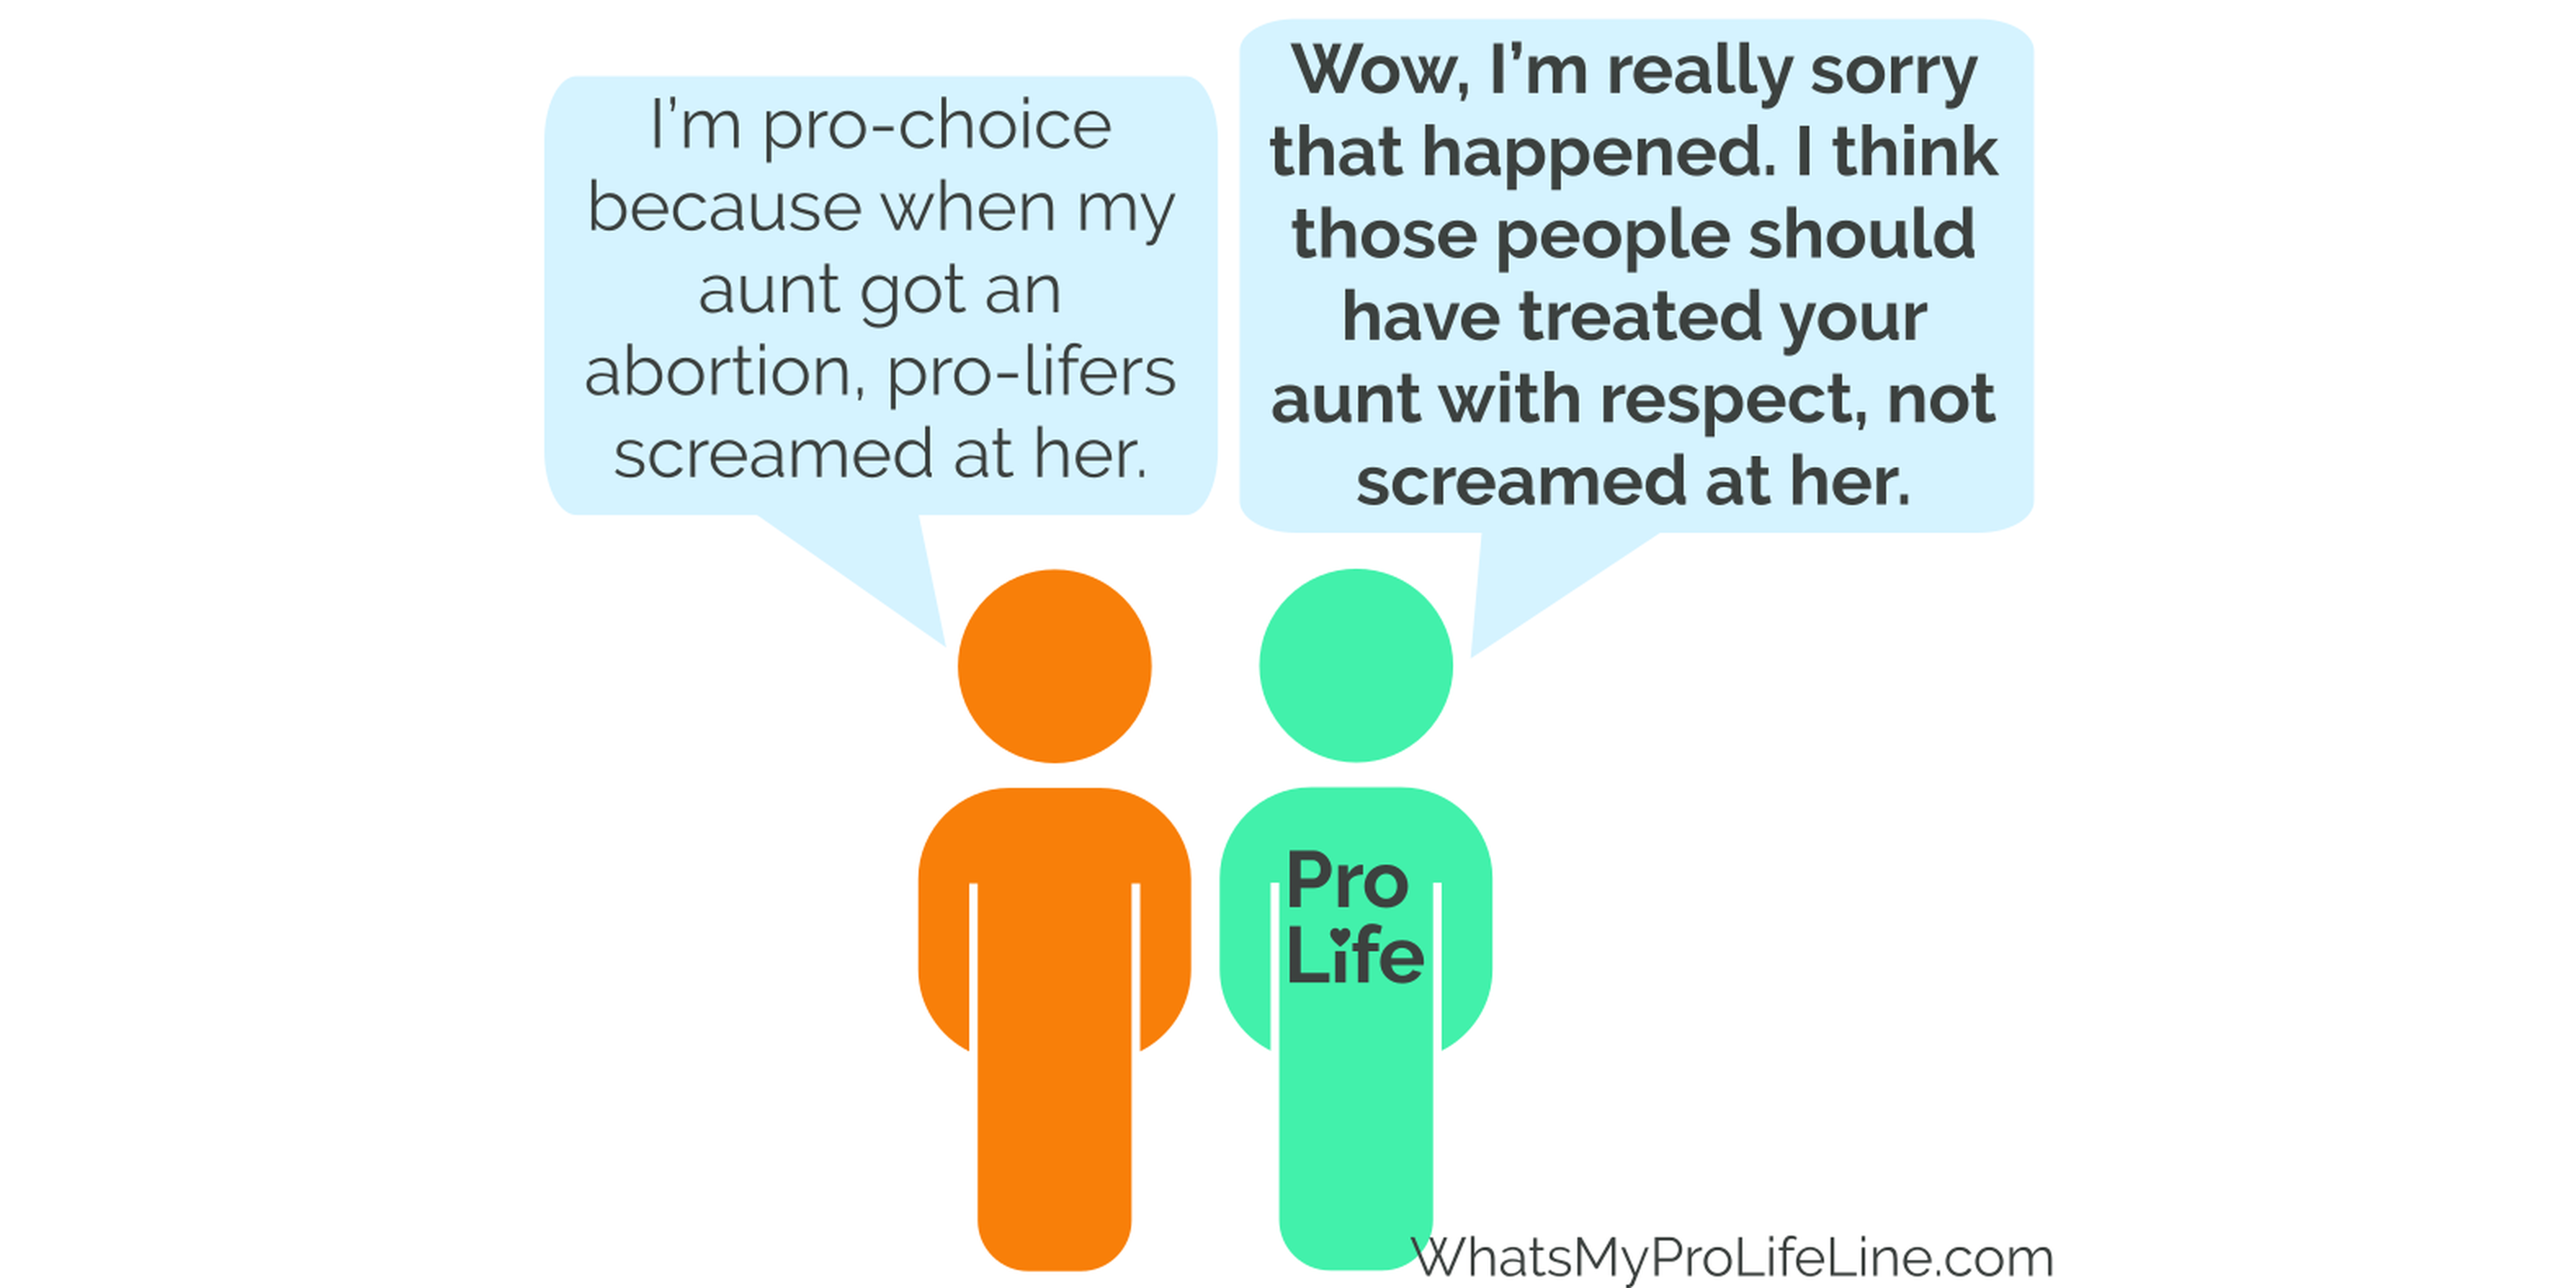 I’m pro-choice
because when my
aunt got an
abortion, pro-lifers
screamed at her.
Wow, I’m really sorry
that happened. I think
those people should
have treated your
aunt with respect, not
screamed at her.
Pro
Life
WhatsMyProLifeLine.com